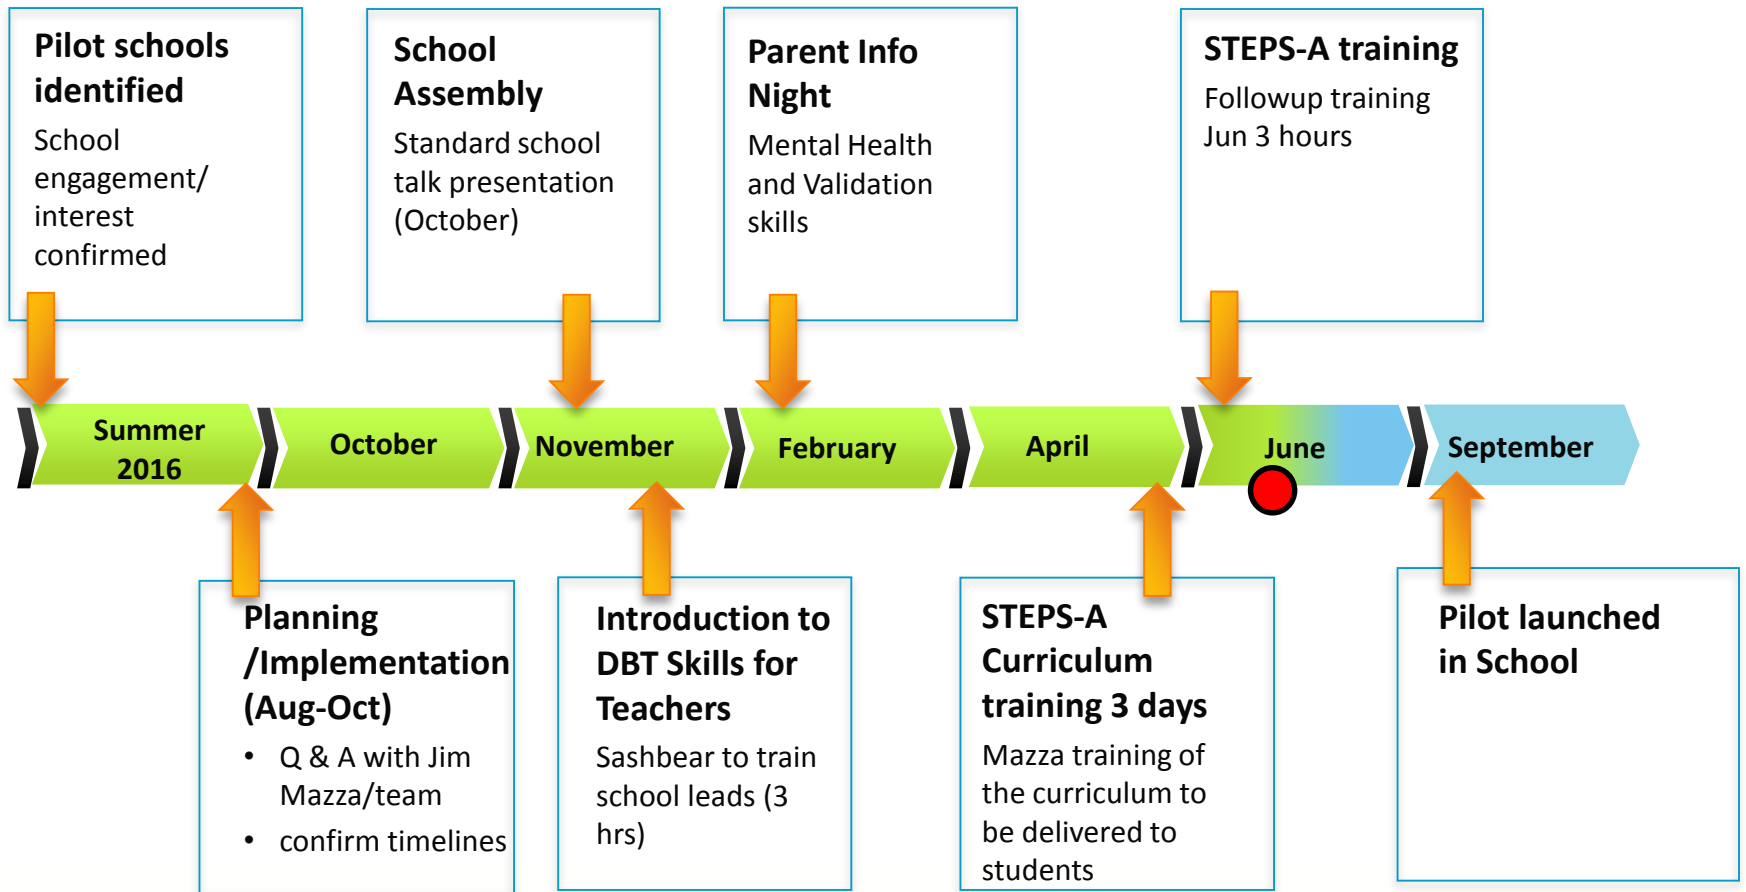 Pilot schools
identified
School
engagement/
interest
confirmed
School
Assembly
Standard school
talk presentation
(October)
Parent Info
Night
Mental Health
and Validation
skills
STEPS-A training
Followup training
Jun 3 hours
Summer
2016
October
November
February
April
June
September
Planning
/Implementation
(Aug-Oct)
• Q & A with Jim
Mazza/team
• confirm timelines
Introduction to
DBT Skills for
Teachers
Sashbear to train
school leads (3
hrs)
STEPS-A
Curriculum
training 3 days
Mazza training of
the curriculum to
be delivered to
students
Pilot launched
in School